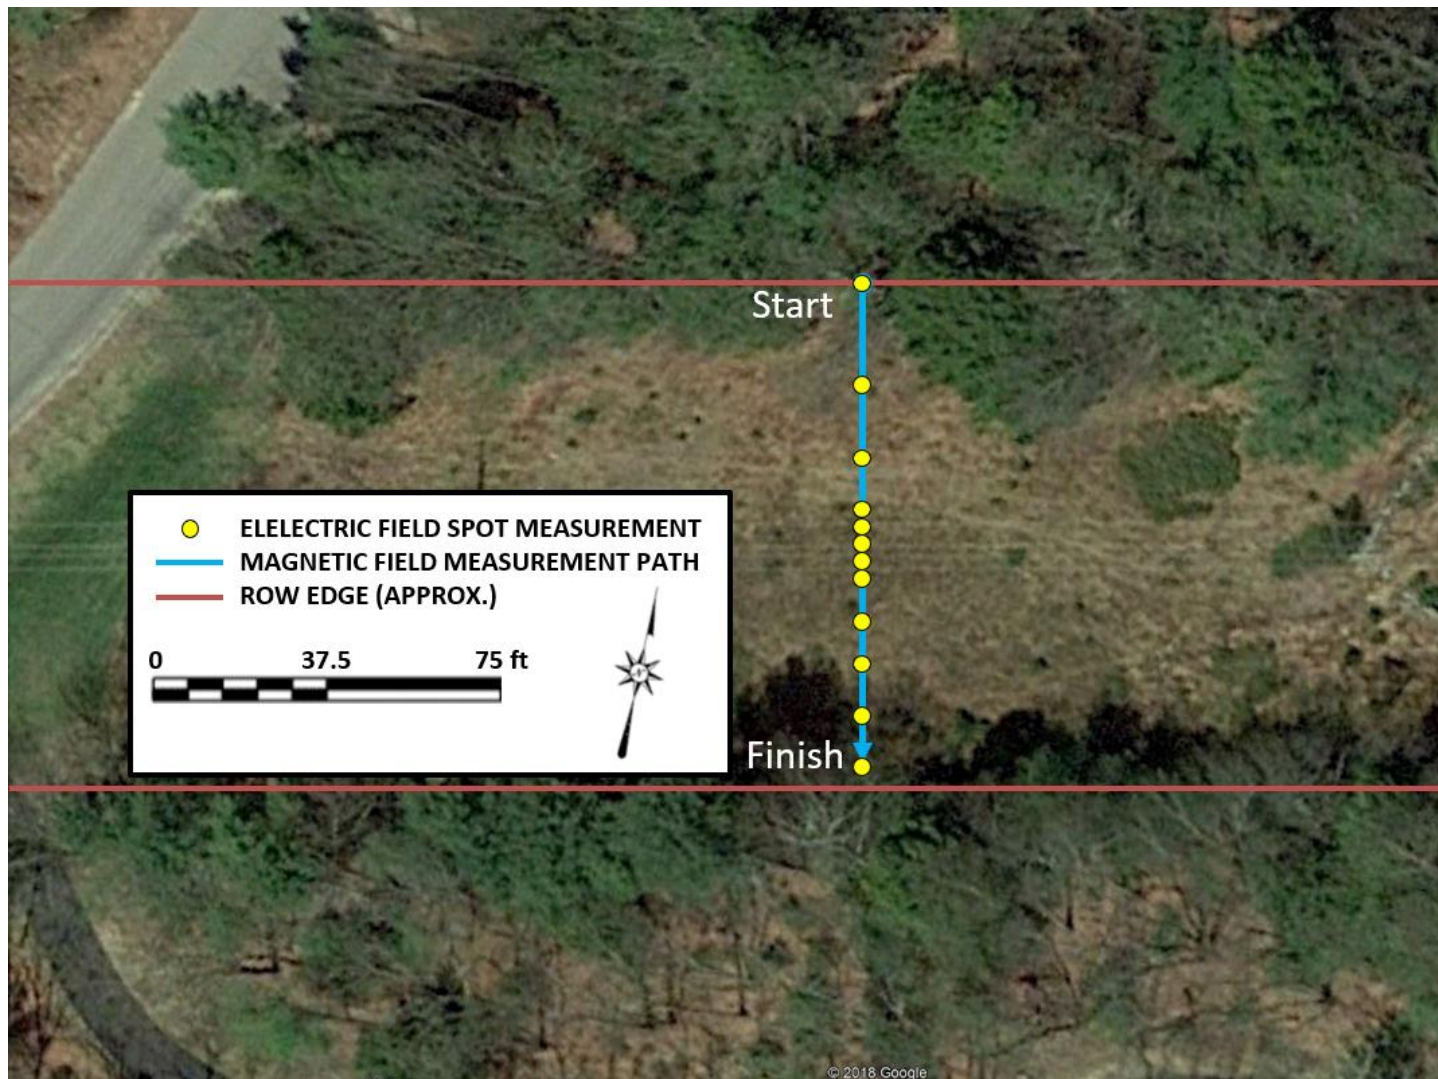 Start
ELELECTRIC FIELD SPOT MEASUREMENT
MAGNETIC FIELD MEASUREMENT PATH
ROW EDGE (APPROX.)
0 37.5 75 ft
Finish
© 2018 Google